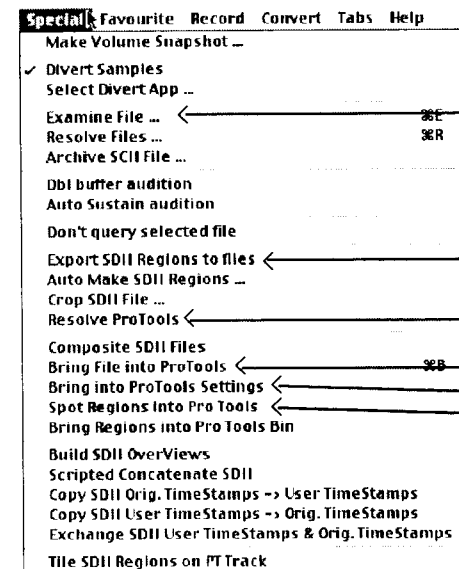 Special Favourite Record Convert Tabs Help
Make Volume Snapshot ...
✓ Divert Samples
Select Divert App ...
Examine File ... ⌘E
Resolve Files ... ⌘R
Archive SCII File ...
Dbl buffer audition
Auto Sustain audition
Don't query selected file
Export SDII Regions to files
Auto Make SDII Regions ...
Crop SDII File ...
Resolve ProTools
Composite SDII Files
Bring File into ProTools ⌘B
Bring into ProTools Settings
Spot Regions into Pro Tools
Bring Regions into Pro Tools Bin
Build SDII OverViews
Scripted Concatenate SDII
Copy SDII Orig. TimeStamps -> User TimeStamps
Copy SDII User TimeStamps -> Orig. TimeStamps
Exchange SDII User TimeStamps & Orig. TimeStamps
Tile SDII Regions on PT Track